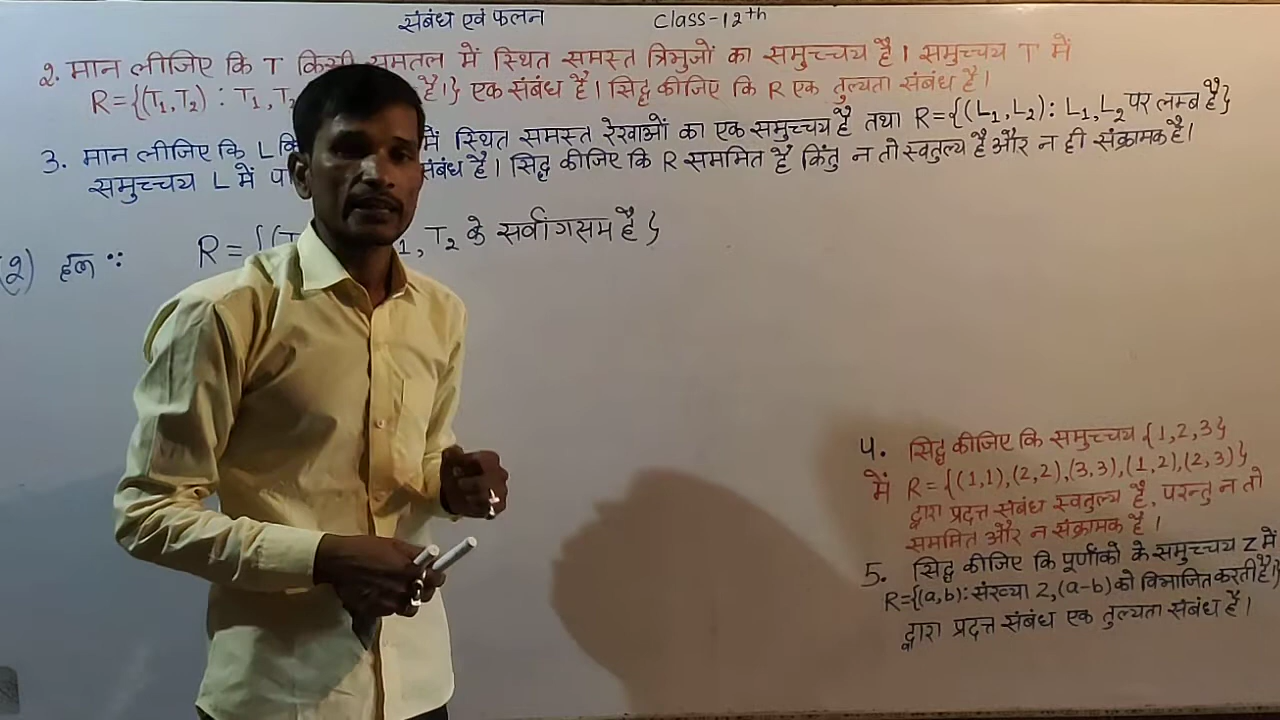 संबंध एवं फलन Class-12th
2. मान लीजिए कि T किसी समतल में स्थित समस्त त्रिभुजों का समुच्चय है। समुच्चय T में
R={(T₁,T₂) : T₁,T₂ है।} एक संबंध है। सिद्ध कीजिए कि R एक तुल्यता संबंध है।
3. मान लीजिए कि L कि में स्थित समस्त रेखाओं का एक समुच्चय है तथा R={(L₁,L₂): L₁,L₂ पर लम्ब है}
समुच्चय L में संबंध है। सिद्ध कीजिए कि R सममित है किंतु न तो स्वतुल्य है और न ही संक्रामक है।
(2) हल ∵ R={(T ₁,T₂ के सर्वांगसम है}
4. सिद्ध कीजिए कि समुच्चय {1,2,3}
में R={(1,1),(2,2),(3,3),(1,2),(2,3)}
द्वारा प्रदत्त संबंध स्वतुल्य है, परन्तु न तो
सममित और न संक्रामक है।
5. सिद्ध कीजिए कि पूर्णांको के समुच्चय Z में
R={(a,b): संख्या 2,(a-b) को विभाजित करती है}
द्वारा प्रदत्त संबंध एक तुल्यता संबंध है।